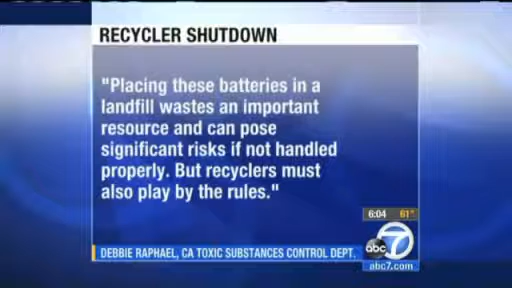 RECYCLER SHUTDOWN
"Placing these batteries in a
landfill wastes an important
resource and can pose
significant risks if not handled
properly. But recyclers must
also play by the rules."
6:04 61°
abc 7
DEBBIE RAPHAEL, CA TOXIC SUBSTANCES CONTROL DEPT.
abc7.com